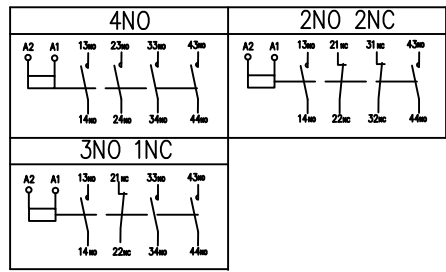 4NO
A2 A1 13NO 23NO 33NO 43NO
14NO 24NO 34NO 44NO
2NO 2NC
A2 A1 13NO 21NC 31NC 43NO
14NO 22NC 32NC 44NO
3NO 1NC
A2 A1 13NO 21NC 33NO 43NO
14NO 22NC 34NO 44NO